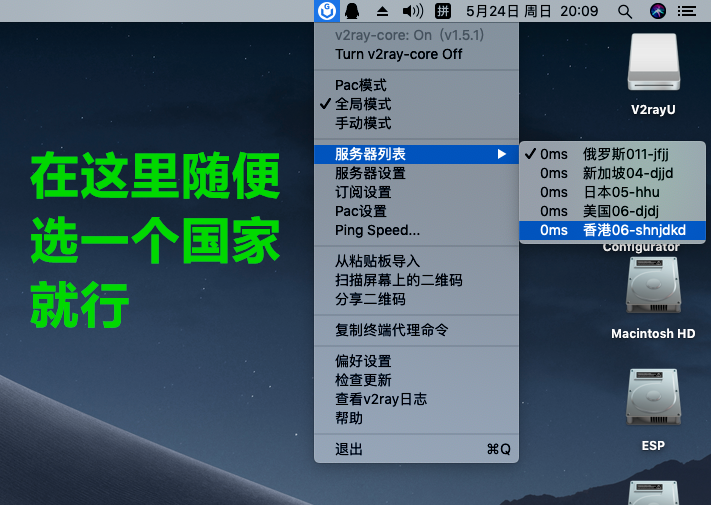 拼
5月24日 周日 20:09
v2ray-core: On (v1.5.1)
Turn v2ray-core Off
Pac模式
全局模式
手动模式
服务器列表
服务器设置
订阅设置
Pac设置
Ping Speed...
从粘贴板导入
扫描屏幕上的二维码
分享二维码
复制终端代理命令
偏好设置
检查更新
查看v2ray日志
帮助
退出 ⌘Q
0ms 俄罗斯011-jfjj
0ms 新加坡04-djjd
0ms 日本05-hhu
0ms 美国06-djdj
0ms 香港06-shnjdkd
在这里随便
选一个国家
就行
V2rayU
Configurator
Macintosh HD
ESP